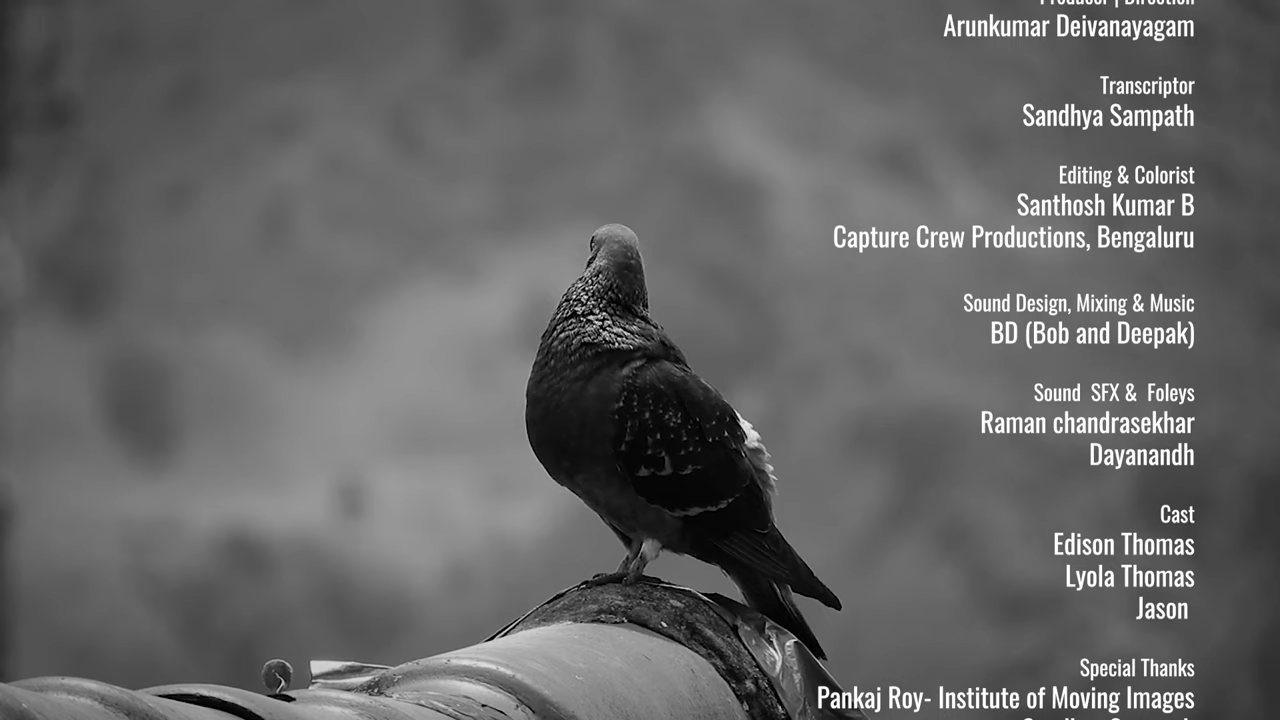 Producer | Direction
Arunkumar Deivanayagam
Transcriptor
Sandhya Sampath
Editing & Colorist
Santhosh Kumar B
Capture Crew Productions, Bengaluru
Sound Design, Mixing & Music
BD (Bob and Deepak)
Sound SFX & Foleys
Raman chandrasekhar
Dayanandh
Cast
Edison Thomas
Lyola Thomas
Jason
Special Thanks
Pankaj Roy- Institute of Moving Images